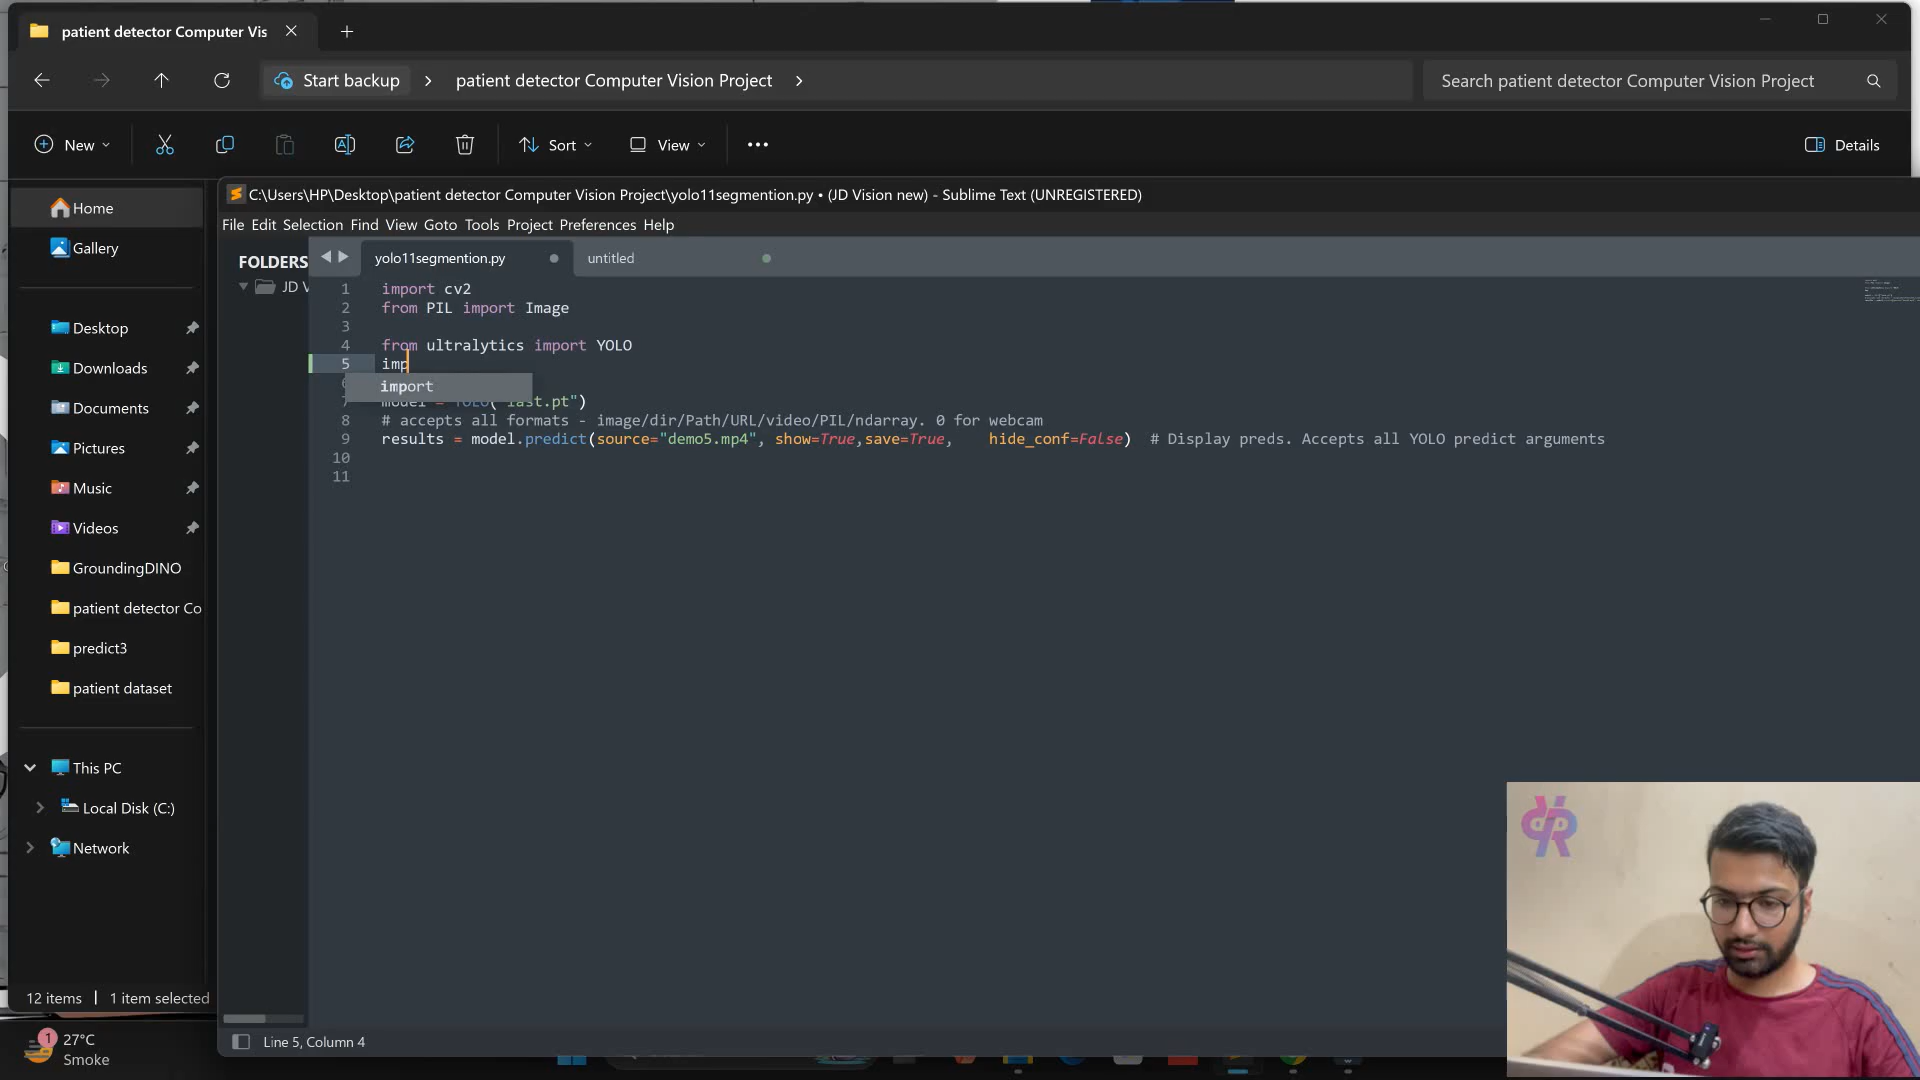 patient detector Computer Vis
Start backup
patient detector Computer Vision Project
Search patient detector Computer Vision Project
New
Sort
View
Details
Home
Gallery
Desktop
Downloads
Documents
Pictures
Music
Videos
GroundingDINO
patient detector Co
predict3
patient dataset
This PC
Local Disk (C:)
Network
12 items
1 item selected
C:\Users\HP\Desktop\patient detector Computer Vision Project\yolo11segmention.py • (JD Vision new) - Sublime Text (UNREGISTERED)
File Edit Selection Find View Goto Tools Project Preferences Help
FOLDERS
JD V
yolo11segmention.py
untitled
1 import cv2
2 from PIL import Image
3
4 from ultralytics import YOLO
5 imp
import
7 model = YOLO("last.pt")
8 # accepts all formats - image/dir/Path/URL/video/PIL/ndarray. 0 for webcam
9 results = model.predict(source="demo5.mp4", show=True,save=True,    hide_conf=False)  # Display preds. Accepts all YOLO predict arguments
10
11
Line 5, Column 4
1
27°C
Smoke